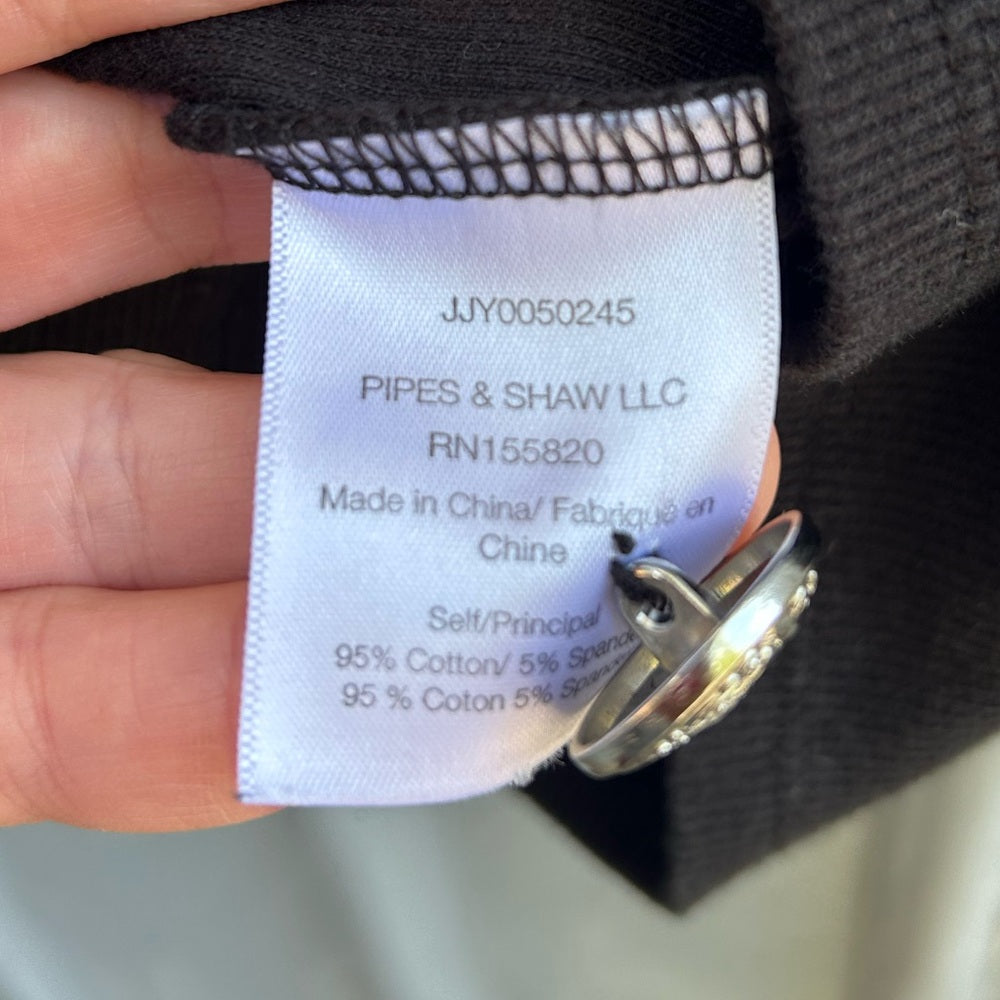 JJY0050245
PIPES & SHAW LLC
RN155820
Made in China/ Fabriqué en
Chine
Self/Principal
95% Cotton/ 5%
95 % Coton 5%